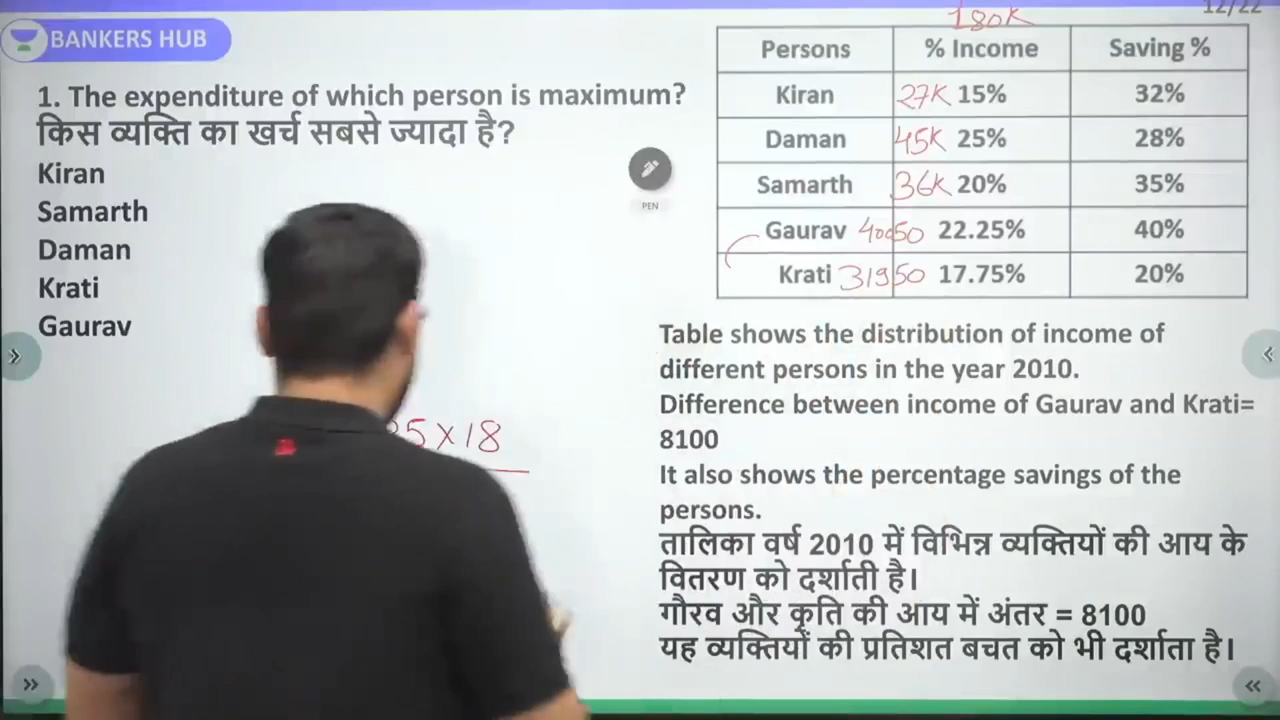 BANKERS HUB
12/22
1. The expenditure of which person is maximum?
किस व्यक्ति का खर्च सबसे ज्यादा है?
Kiran
Samarth
Daman
Krati
Gaurav
PEN
5×18
180K
Persons % Income Saving %
Kiran 27K 15% 32%
Daman 45K 25% 28%
Samarth 36K 20% 35%
Gaurav 40050 22.25% 40%
Krati 31950 17.75% 20%
Table shows the distribution of income of
different persons in the year 2010.
Difference between income of Gaurav and Krati=
8100
It also shows the percentage savings of the
persons.
तालिका वर्ष 2010 में विभिन्न व्यक्तियों की आय के
वितरण को दर्शाती है।
गौरव और कृति की आय में अंतर = 8100
यह व्यक्तियों की प्रतिशत बचत को भी दर्शाता है।